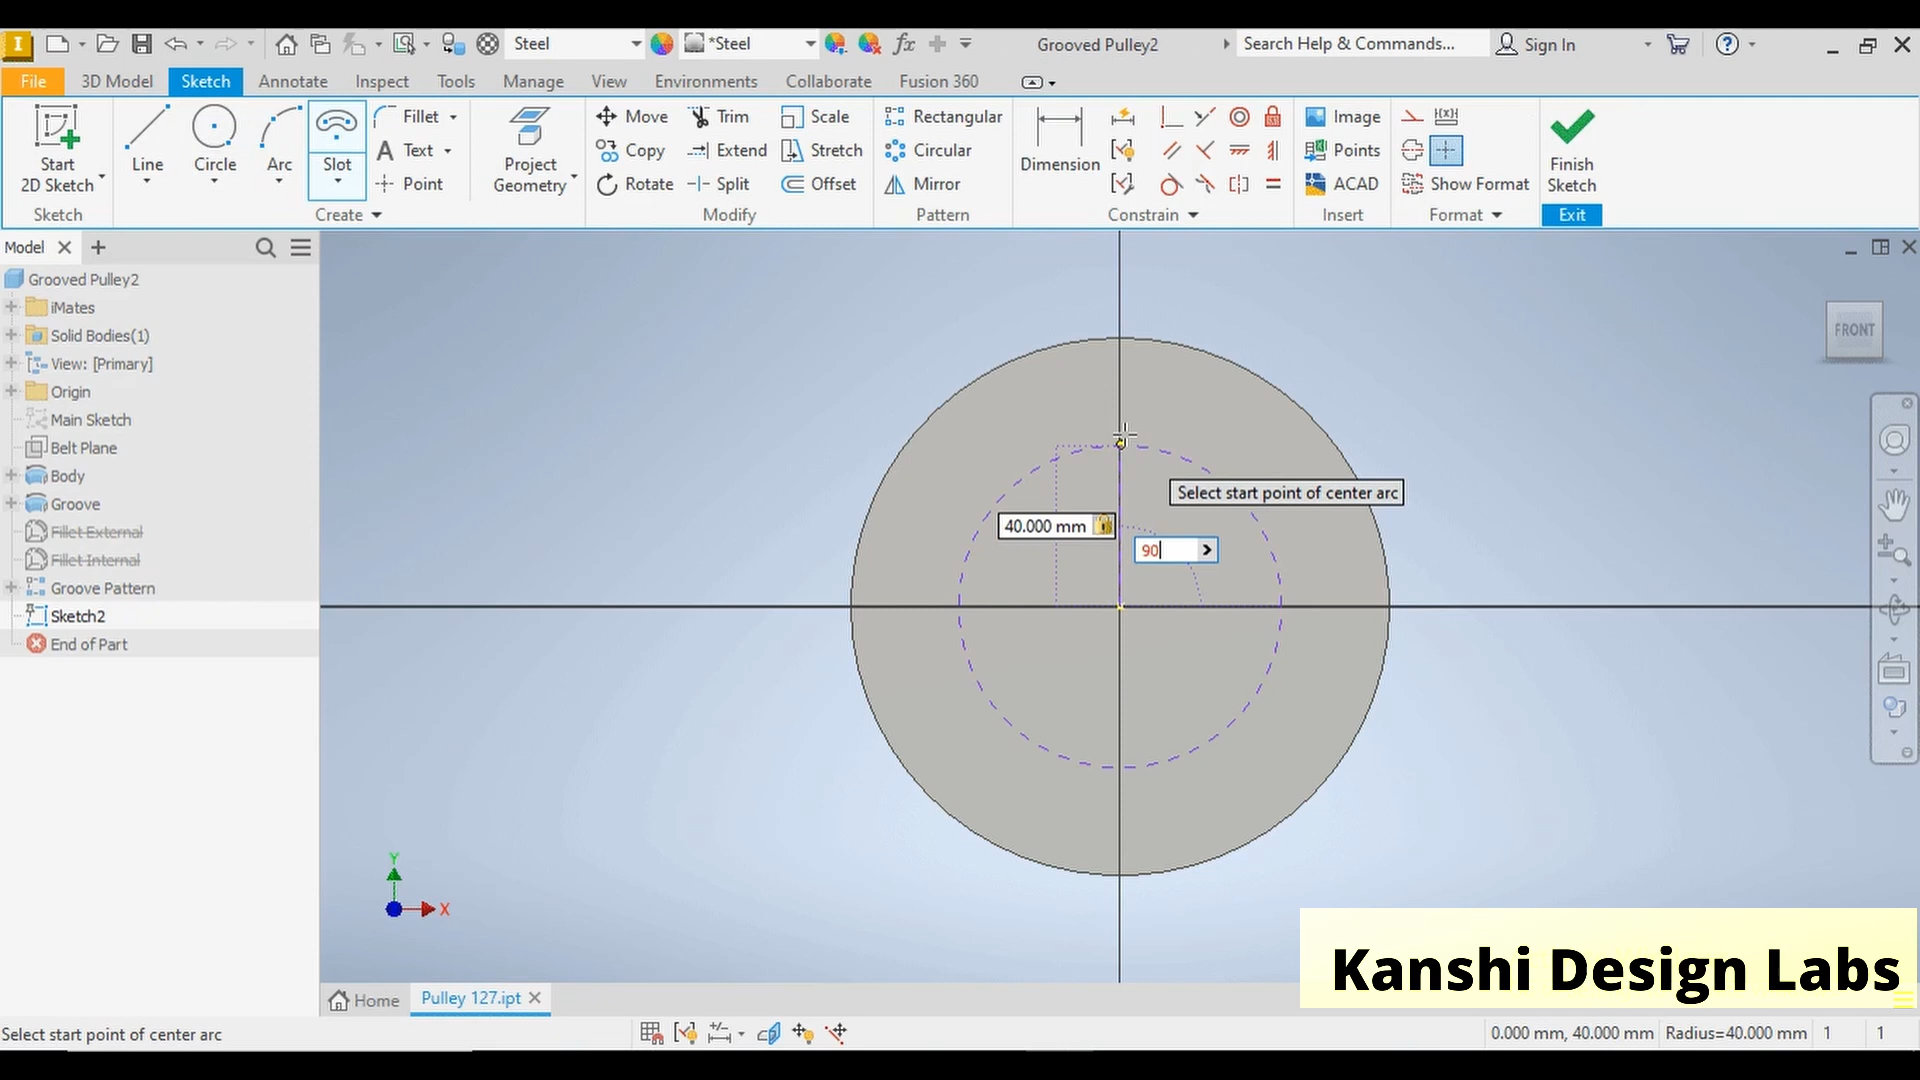 I
Steel
*Steel
fx
Grooved Pulley2
Search Help & Commands...
Sign In
?
File
3D Model
Sketch
Annotate
Inspect
Tools
Manage
View
Environments
Collaborate
Fusion 360
Start
2D Sketch
Line
Circle
Arc
Slot
Fillet
A Text
Point
Project
Geometry
Move
Copy
Rotate
Trim
Extend
Split
Scale
Stretch
Offset
Rectangular
Circular
Mirror
Dimension
Image
Points
ACAD
Show Format
Finish
Sketch
Sketch
Create
Modify
Pattern
Constrain
Insert
Format
Exit
Model
Grooved Pulley2
iMates
Solid Bodies(1)
View: [Primary]
Origin
Main Sketch
Belt Plane
Body
Groove
Fillet External
Fillet Internal
Groove Pattern
Sketch2
End of Part
FRONT
Select start point of center arc
40.000 mm
90
Y
X
Kanshi Design Labs
Home
Pulley 127.ipt
Select start point of center arc
0.000 mm, 40.000 mm
Radius=40.000 mm
1
1